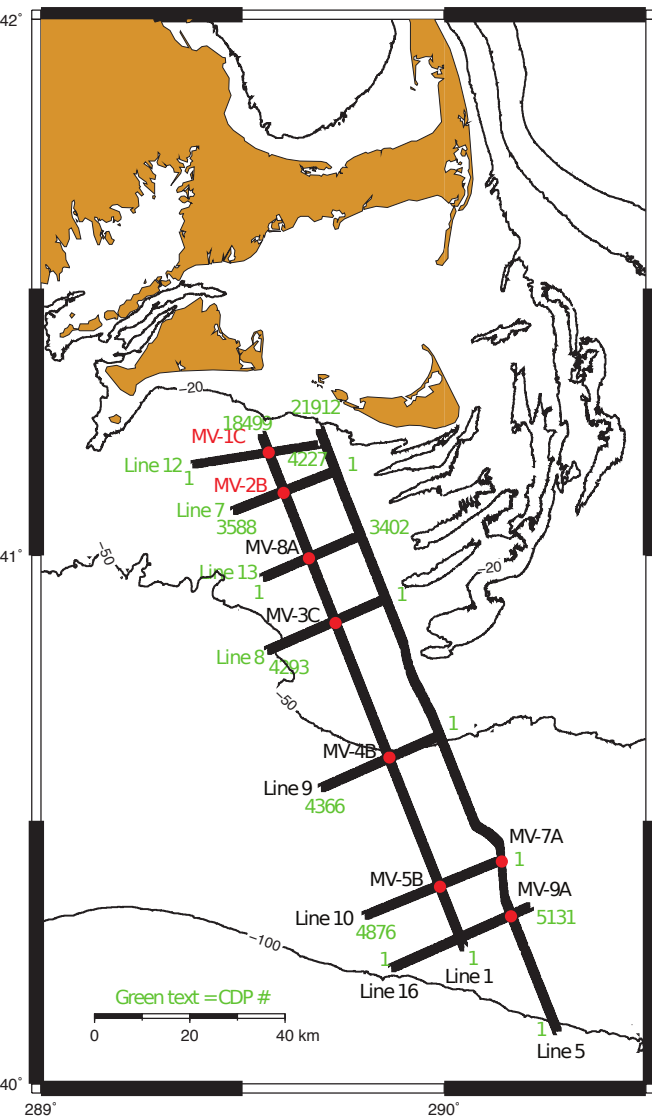 42°
−20
21912
18499
MV-1C
4227
Line 12
1
1
MV-2B
Line 7
3588
3402
41°
−50
MV-8A
Line 13
−20
1
1
MV-3C
Line 8
4293
−50
1
MV-4B
Line 9
4366
MV-7A
1
MV-5B
MV-9A
Line 10
5131
4876
−100
1
1
Line 16
Line 1
Green text = CDP #
0 20 40 km
1
Line 5
40°
289°
290°